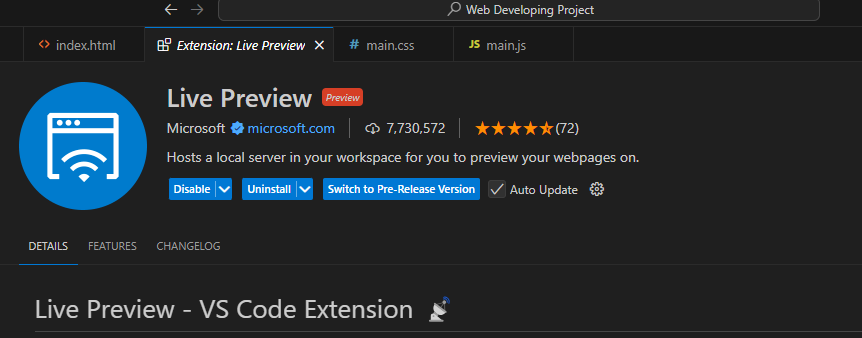 Web Developing Project
index.html
Extension: Live Preview
# main.css
JS main.js
Live Preview Preview
Microsoft microsoft.com 7,730,572 (72)
Hosts a local server in your workspace for you to preview your webpages on.
Disable Uninstall Switch to Pre-Release Version Auto Update
DETAILS FEATURES CHANGELOG
Live Preview - VS Code Extension